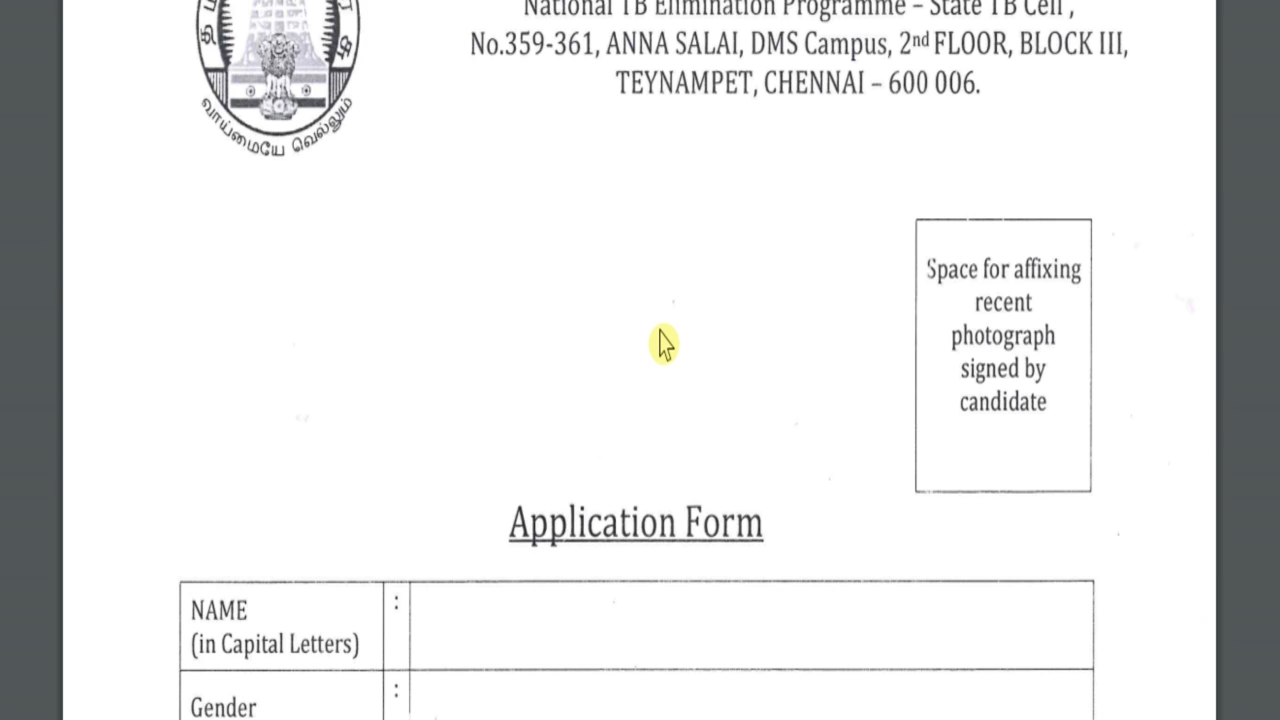 National TB Elimination Programme – State TB Cell ,
No.359-361, ANNA SALAI, DMS Campus, 2nd FLOOR, BLOCK III,
TEYNAMPET, CHENNAI – 600 006.
வாய்மையே வெல்லும்
Space for affixing
recent
photograph
signed by
candidate
Application Form
NAME :
(in Capital Letters)
Gender :